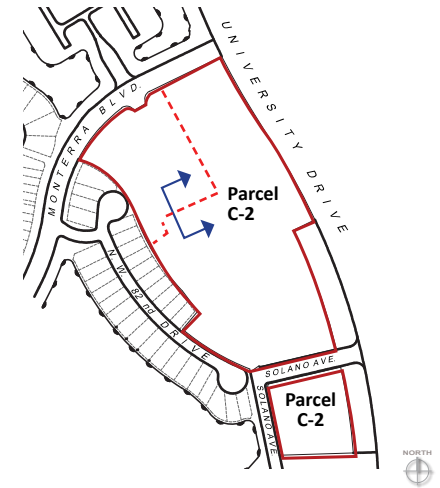 UNIVERSITY DRIVE
MONTERRA BLVD.
Parcel
C-2
N.W. 82nd DRIVE
SOLANO AVE.
SOLANO AVE.
Parcel
C-2
NORTH